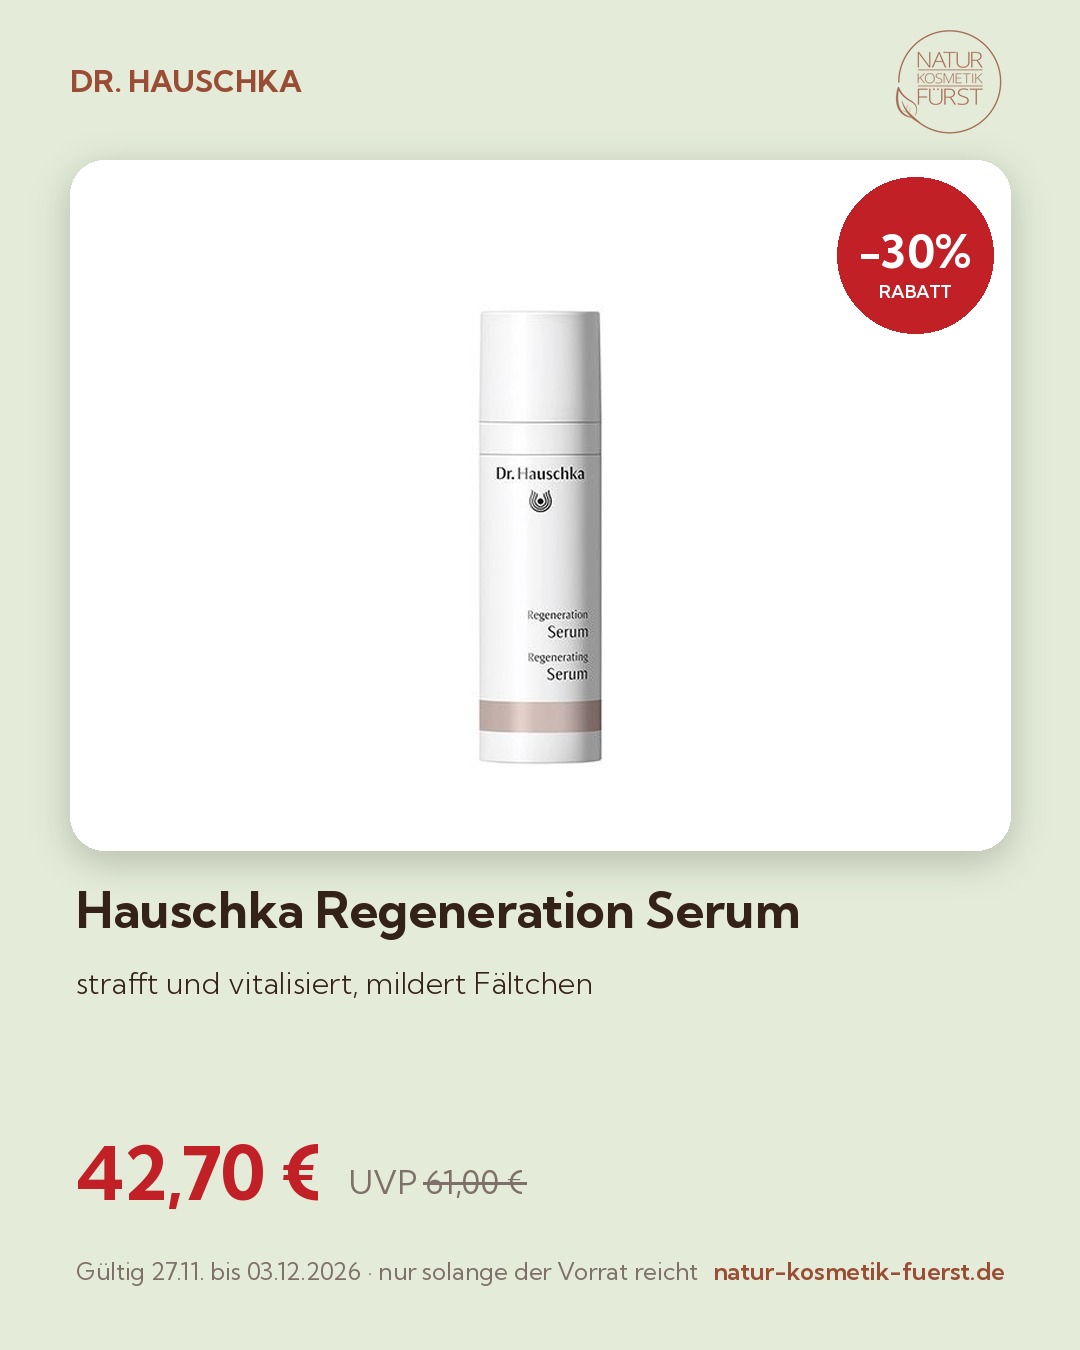 DR. HAUSCHKA
NATUR
KOSMETIK
FÜRST
-30%
RABATT
Dr. Hauschka
Regeneration
Serum
Regenerating
Serum
Hauschka Regeneration Serum
strafft und vitalisiert, mildert Fältchen
42,70 € UVP 61,00 €
Gültig 27.11. bis 03.12.2026 · nur solange der Vorrat reicht natur-kosmetik-fuerst.de